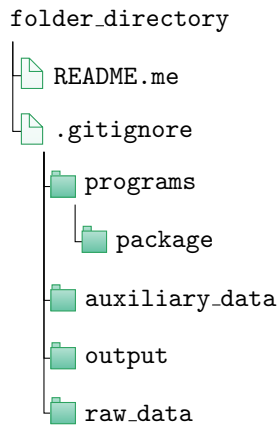 folder_directory
README.me
.gitignore
programs
package
auxiliary_data
output
raw_data